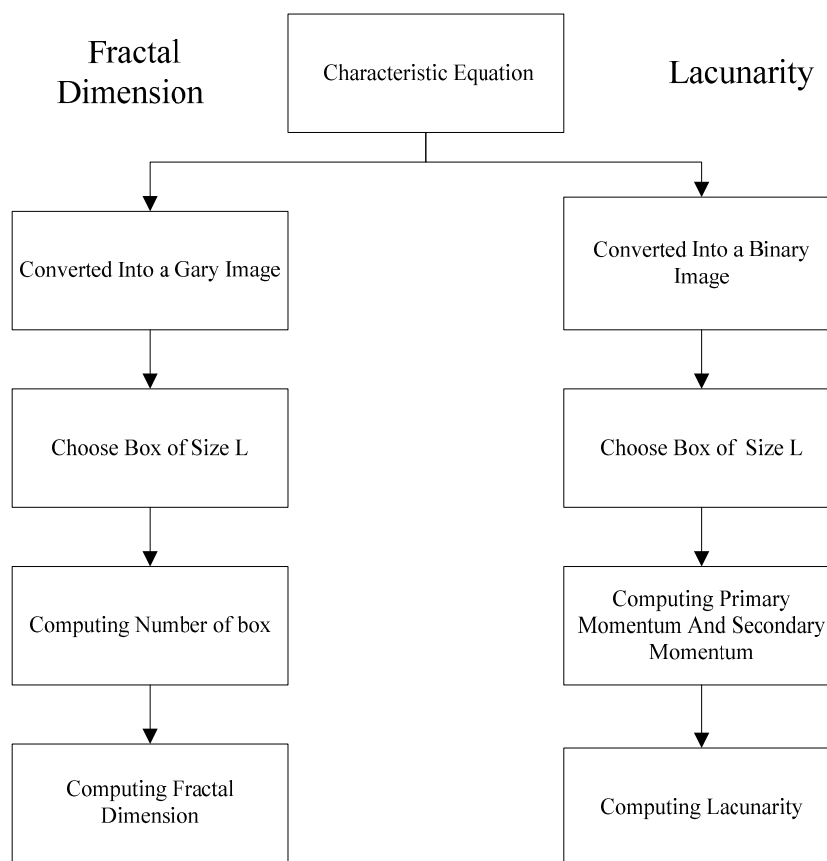 Fractal
Dimension
Characteristic Equation
Lacunarity
Converted Into a Gary Image
Converted Into a Binary
Image
Choose Box of Size L
Choose Box of Size L
Computing Number of box
Computing Primary
Momentum And Secondary
Momentum
Computing Fractal
Dimension
Computing Lacunarity